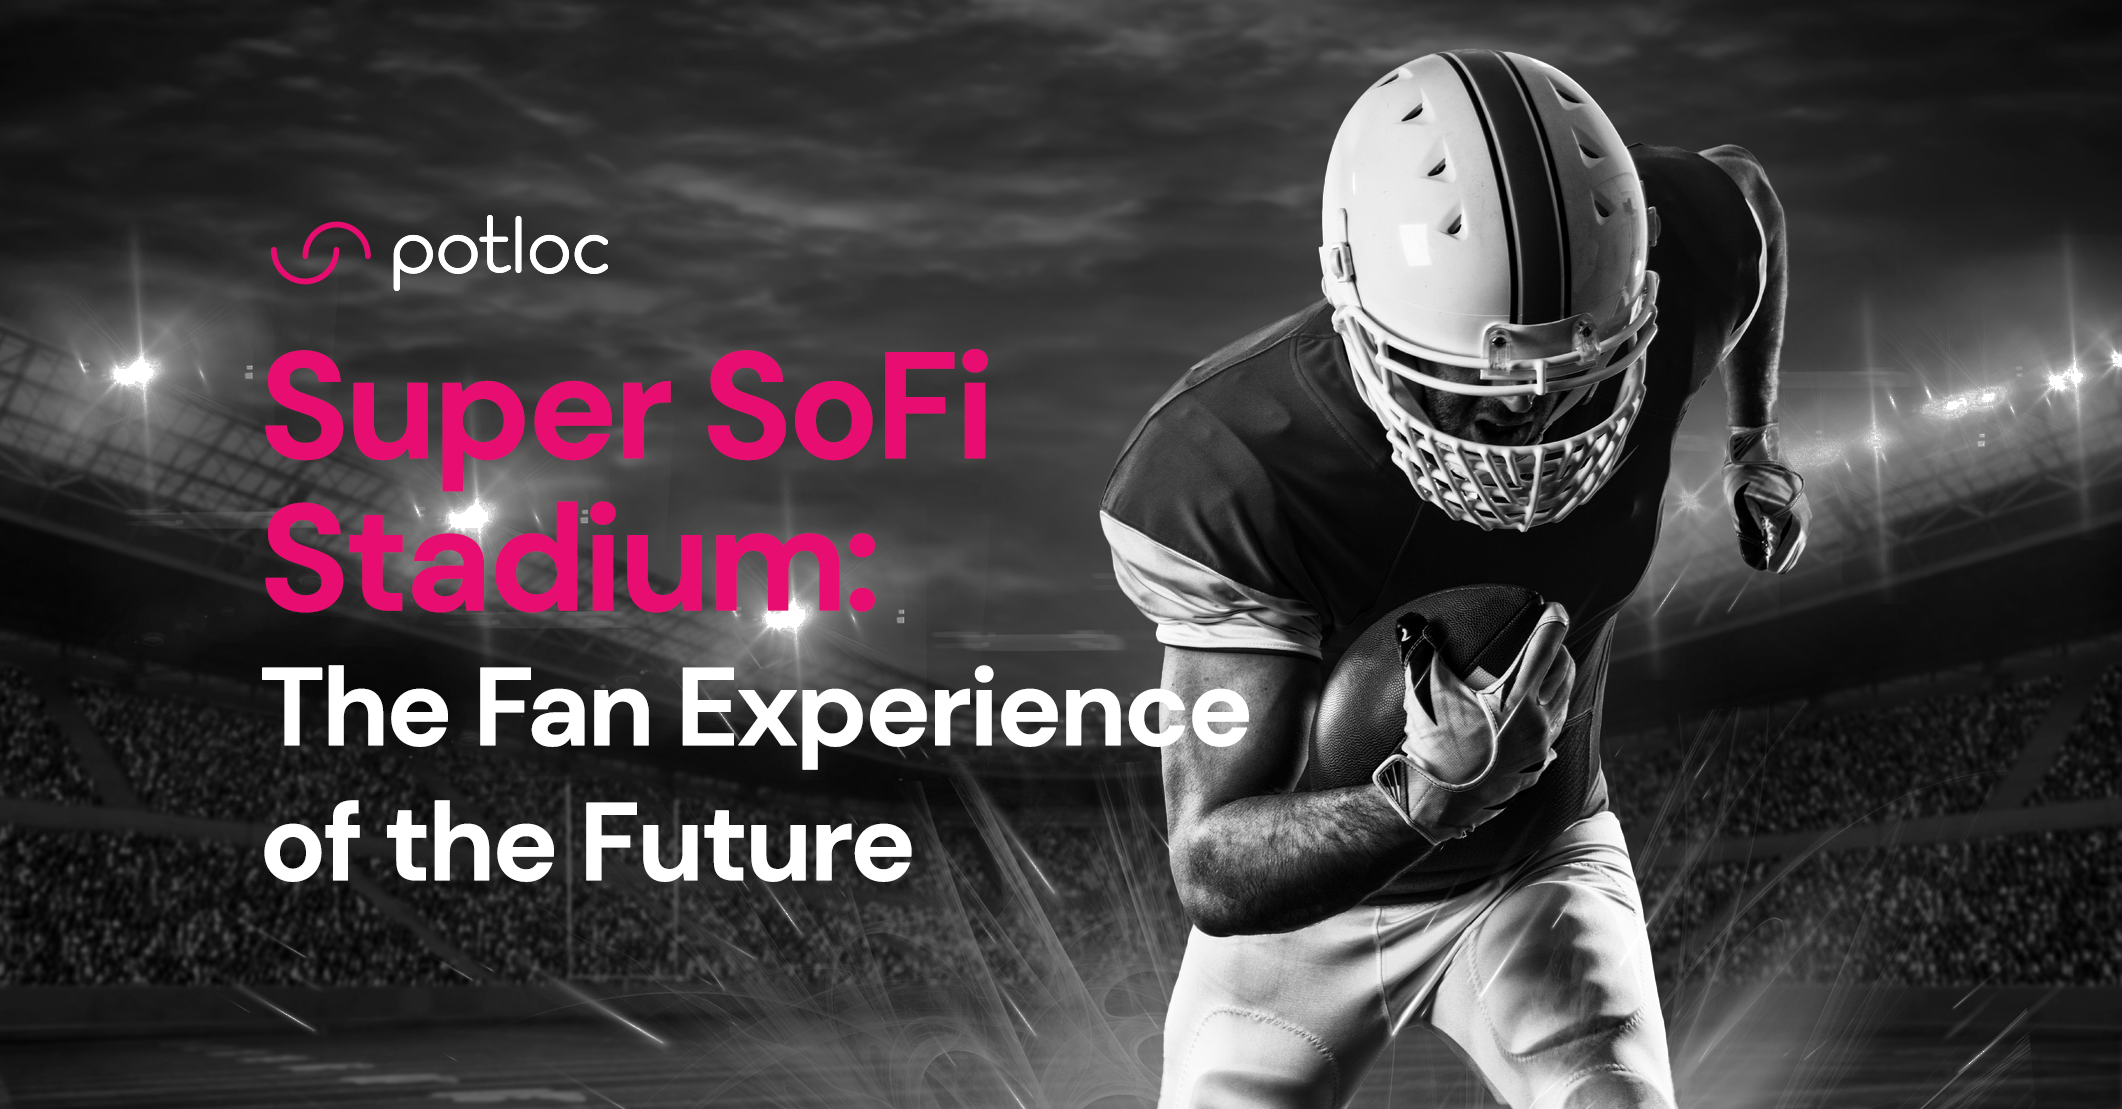 potloc
Super SoFi
Stadium:
The Fan Experience
of the Future